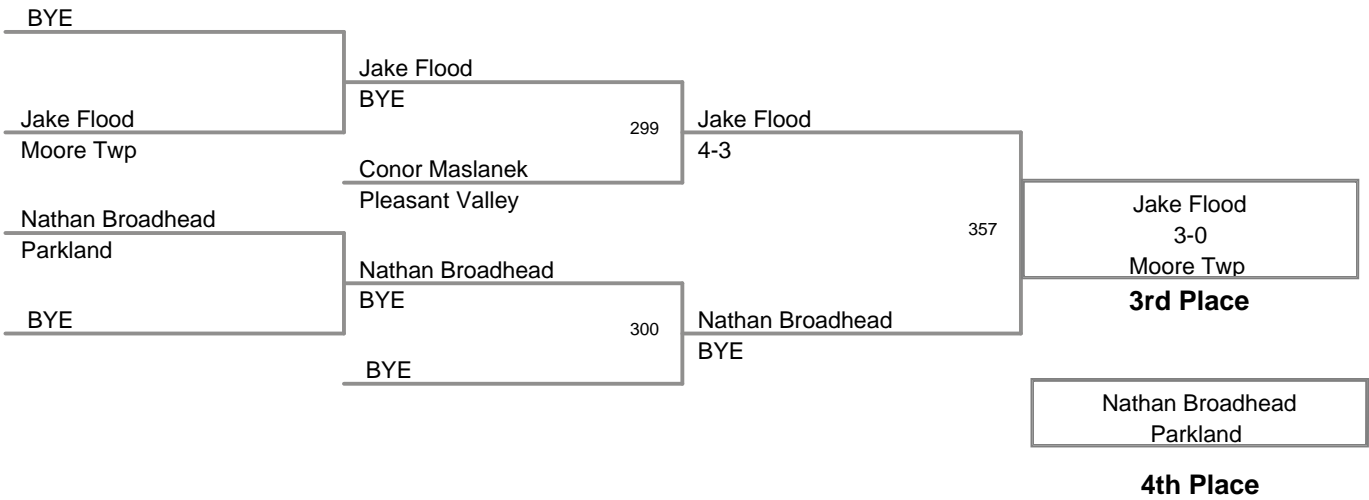 BYE
Jake Flood
BYE
Jake Flood
Moore Twp
299
Jake Flood
4-3
Conor Maslanek
Pleasant Valley
Nathan Broadhead
Parkland
357
Jake Flood
3-0
Moore Twp
3rd Place
Nathan Broadhead
BYE
BYE
300
Nathan Broadhead
BYE
BYE
Nathan Broadhead
Parkland
4th Place